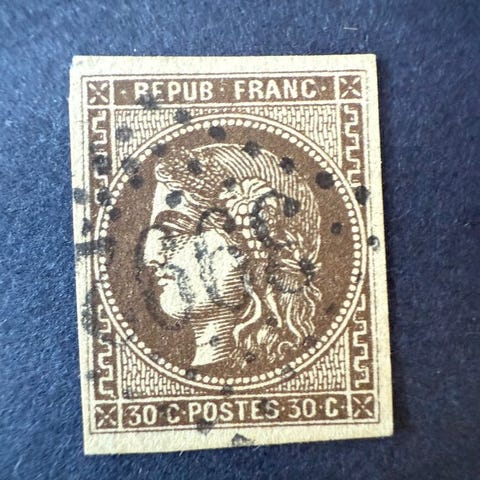 REPUB · FRANC ·
30 C · POSTES · 30 C ·